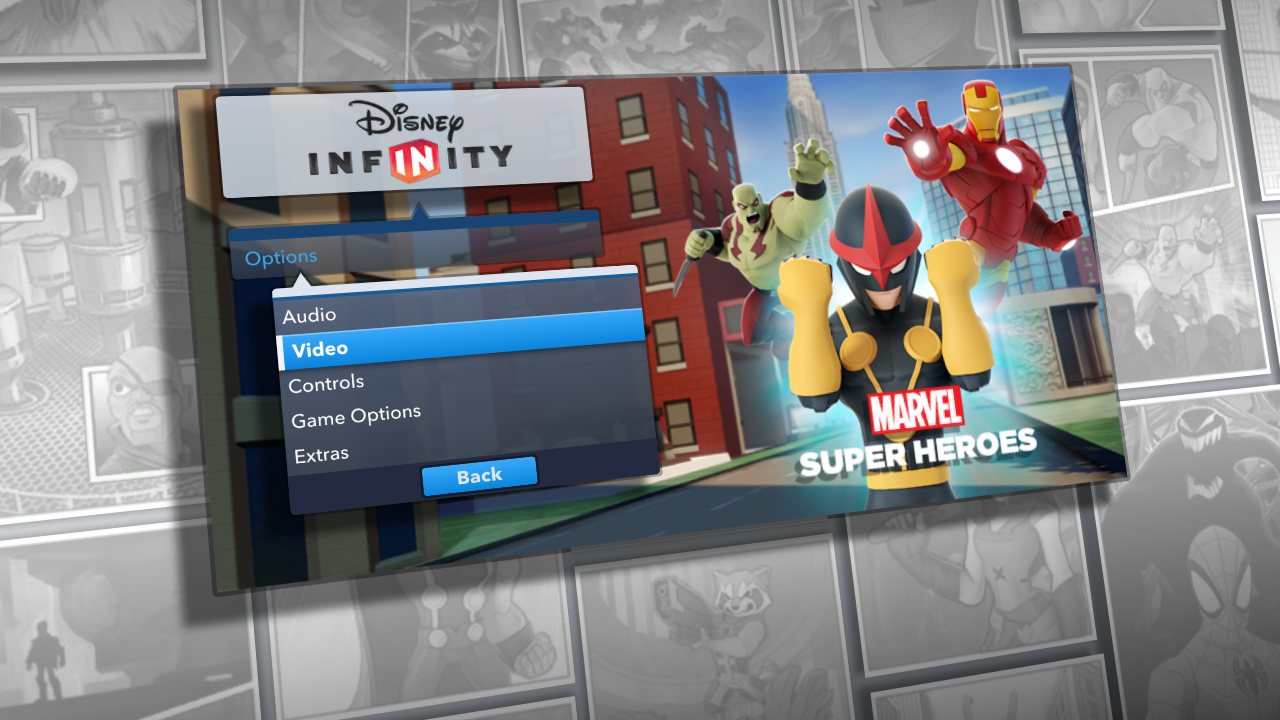 Disney
INFINITY
Options
Audio
Video
Controls
Game Options
Extras
Back
MARVEL
SUPER HEROES